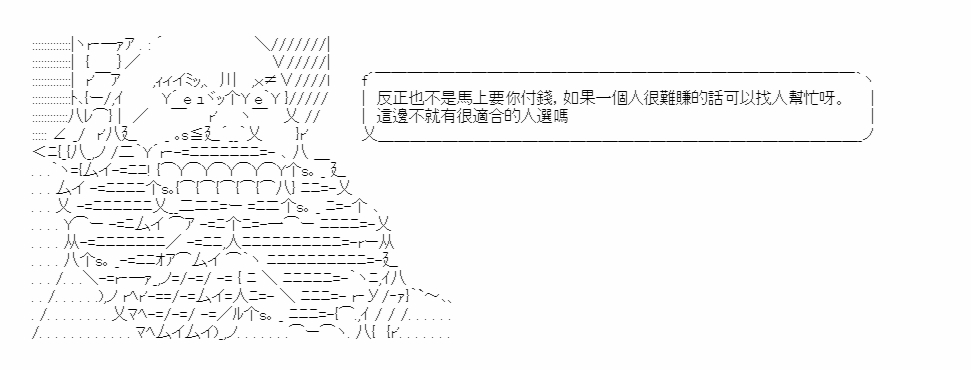 反正也不是馬上要你付錢，如果一個人很難賺的話可以找人幫忙呀。
這邊不就有很適合的人選嗎